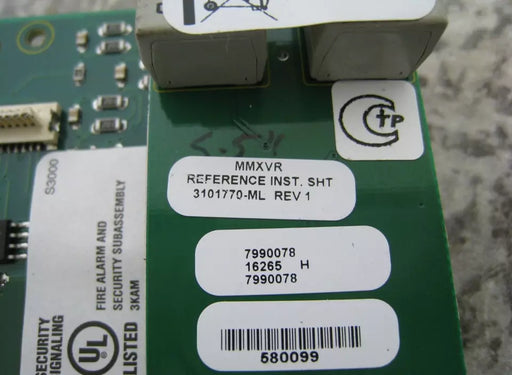 MMXVR
REFERENCE INST. SHT
3101770-ML REV 1
7990078
16265 H
7990078
580099
S3000
FIRE ALARM AND
SECURITY SUBASSEMBLY
3KAM
LISTED
UL
SECURITY
SIGNALING
C
TP